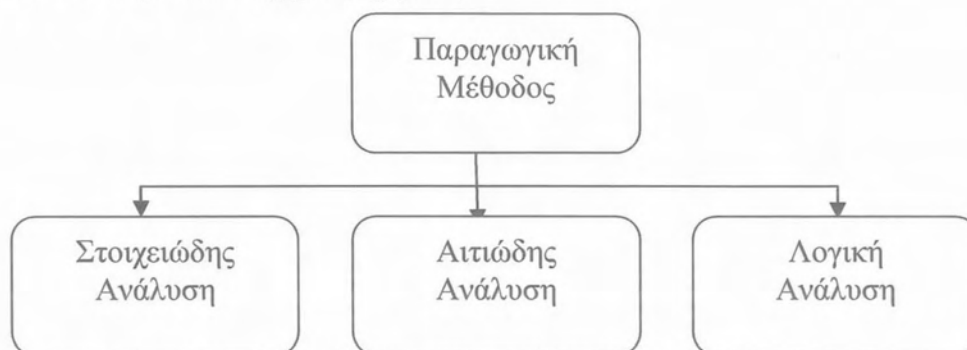 Παραγωγική
Μέθοδος
Στοιχειώδης
Ανάλυση
Αιτιώδης
Ανάλυση
Λογική
Ανάλυση